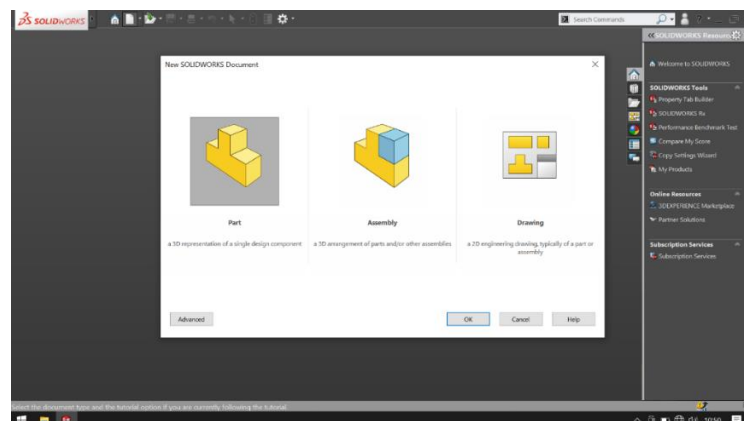 SOLIDWORKS
Search Commands
SOLIDWORKS Resources
New SOLIDWORKS Document
Welcome to SOLIDWORKS
SOLIDWORKS Tools
Property Tab Builder
SOLIDWORKS Rx
Performance Benchmark Test
Compare My Score
Copy Settings Wizard
My Products
Online Resources
3DEXPERIENCE Marketplace
Partner Solutions
Subscription Services
Subscription Services
Part
Assembly
Drawing
a 3D representation of a single design component
a 3D arrangement of parts and/or other assemblies
a 2D engineering drawing, typically of a part or
assembly
Advanced
OK
Cancel
Help
Select the document type and the tutorial option if you are currently following the tutorial.
10:50